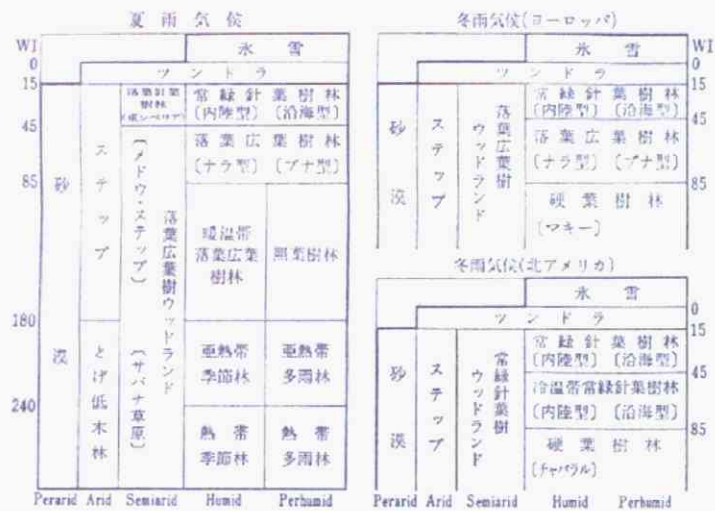 夏雨気候
WI
氷雪
0
ツンドラ
15
落葉針葉
樹林
(東シベリア)
常緑針葉樹林
(内陸型) (沿海型)
45
落葉広葉樹林
(ナラ型) (ブナ型)
85
砂漠
ステップ
〔メドウ・ステップ〕
落葉広葉樹ウッドランド
〔サバナ草原〕
暖温帯
落葉広葉
樹林
照葉樹林
180
とげ低木林
亜熱帯
季節林
亜熱帯
多雨林
240
熱帯
季節林
熱帯
多雨林
Perarid Arid Semiarid Humid Perhumid
冬雨気候(ヨーロッパ)
氷雪
WI
0
ツンドラ
15
砂漠
ステップ
落葉広葉樹
ウッドランド
常緑針葉樹林
(内陸型) (沿海型)
45
落葉広葉樹林
(ナラ型) (ブナ型)
85
硬葉樹林
〔マキー〕
冬雨気候(北アメリカ)
氷雪
0
ツンドラ
15
砂漠
ステップ
常緑針葉樹
ウッドランド
常緑針葉樹林
(内陸型) (沿海型)
45
冷温帯常緑針葉樹林
(内陸型) (沿海型)
85
硬葉樹林
〔チャパラル〕
Perarid Arid Semiarid Humid Perhumid